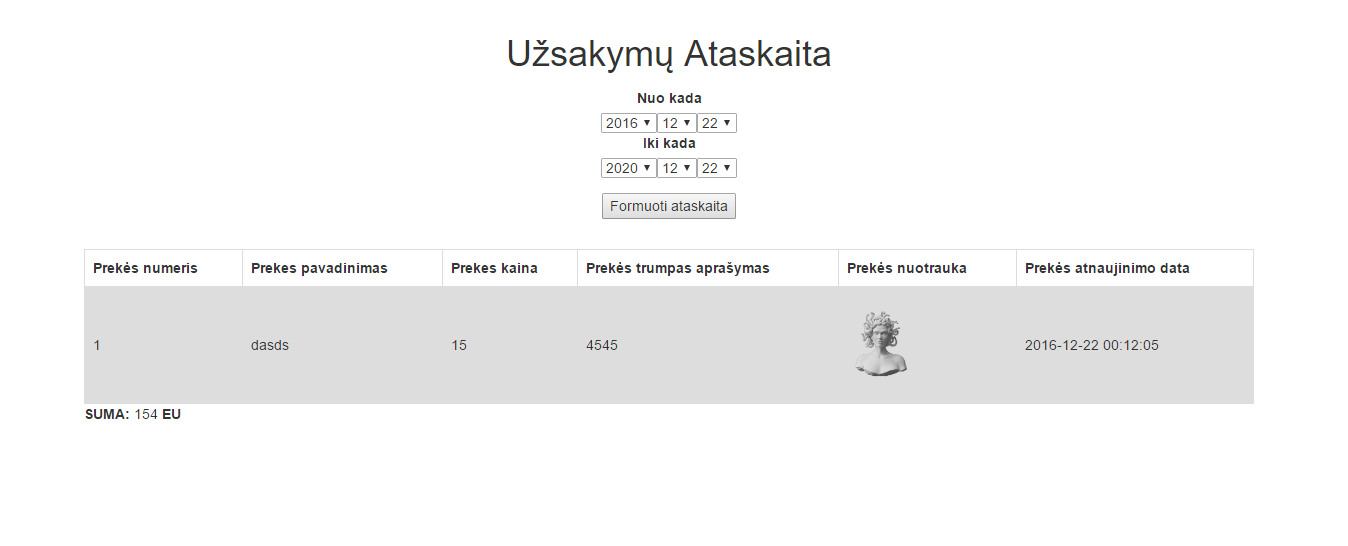 Užsakymų Ataskaita
Nuo kada
2016 12 22
Iki kada
2020 12 22
Formuoti ataskaita
Prekės numeris Prekes pavadinimas Prekes kaina Prekės trumpas aprašymas Prekės nuotrauka Prekės atnaujinimo data
1 dasds 15 4545 2016-12-22 00:12:05
SUMA: 154 EU